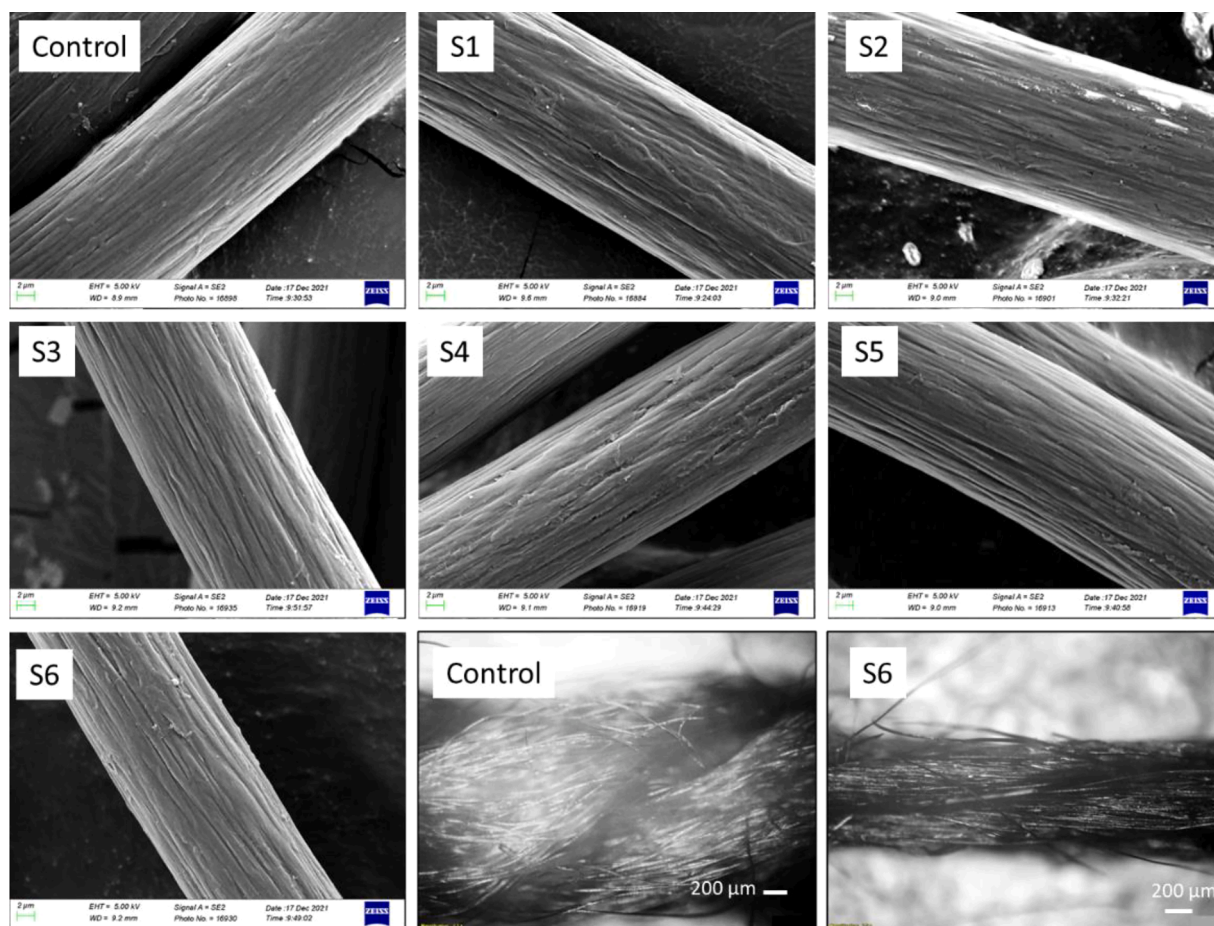 Control
2 µm
EHT = 5.00 kV
Signal A = SE2
Date :17 Dec 2021
WD = 8.9 mm
Photo No. = 16898
Time :9:30:53
ZEISS
S1
2 µm
EHT = 5.00 kV
Signal A = SE2
Date :17 Dec 2021
WD = 9.6 mm
Photo No. = 16884
Time :9:24:03
ZEISS
S2
2 µm
EHT = 5.00 kV
Signal A = SE2
Date :17 Dec 2021
WD = 9.0 mm
Photo No. = 16901
Time :9:32:21
ZEISS
S3
2 µm
EHT = 5.00 kV
Signal A = SE2
Date :17 Dec 2021
WD = 9.2 mm
Photo No. = 16935
Time :9:51:57
ZEISS
S4
2 µm
EHT = 5.00 kV
Signal A = SE2
Date :17 Dec 2021
WD = 9.1 mm
Photo No. = 16919
Time :9:44:29
ZEISS
S5
2 µm
EHT = 5.00 kV
Signal A = SE2
Date :17 Dec 2021
WD = 9.0 mm
Photo No. = 16913
Time :9:40:58
ZEISS
S6
2 µm
EHT = 5.00 kV
Signal A = SE2
Date :17 Dec 2021
WD = 9.2 mm
Photo No. = 16930
Time :9:49:02
ZEISS
Control
200 µm
S6
200 µm